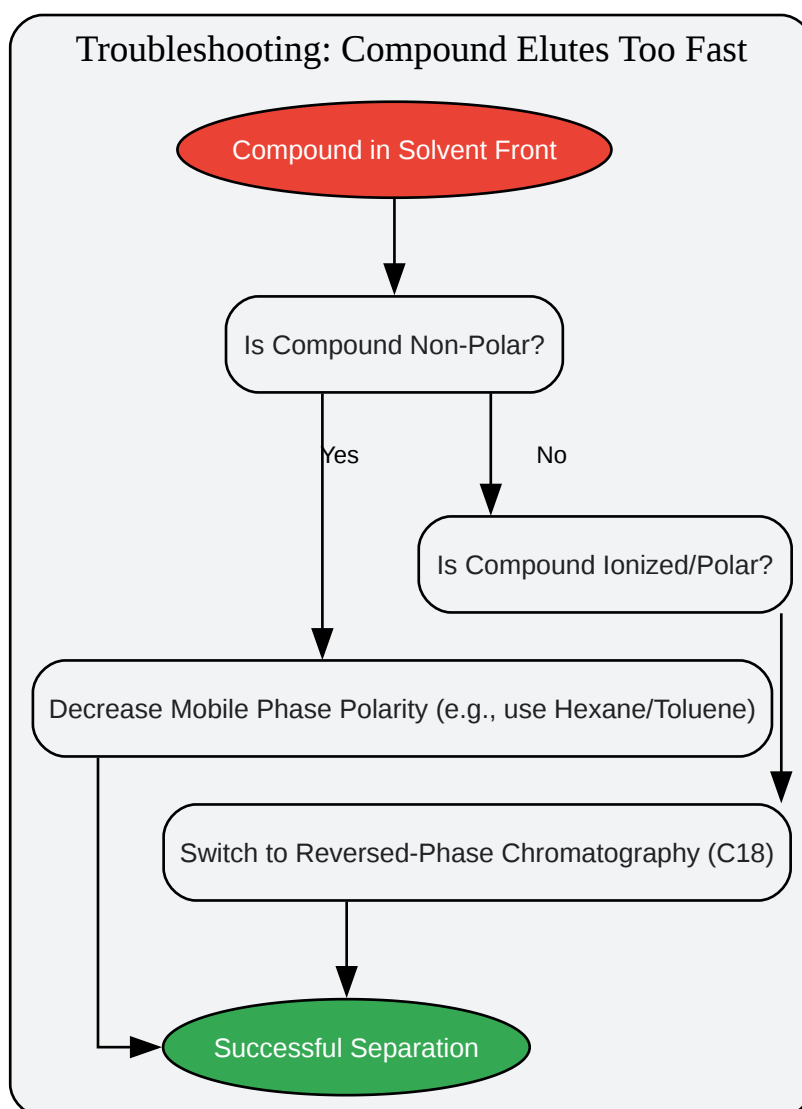 Troubleshooting: Compound Elutes Too Fast
Compound in Solvent Front
Is Compound Non-Polar?
Yes
No
Is Compound Ionized/Polar?
Decrease Mobile Phase Polarity (e.g., use Hexane/Toluene)
Switch to Reversed-Phase Chromatography (C18)
Successful Separation